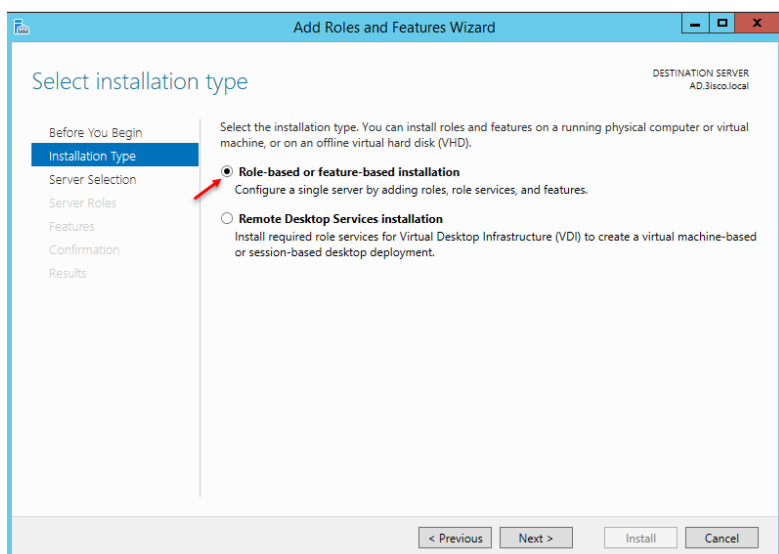 Add Roles and Features Wizard
Select installation type
DESTINATION SERVER
AD.3isco.local
Before You Begin
Installation Type
Server Selection
Server Roles
Features
Confirmation
Results
Select the installation type. You can install roles and features on a running physical computer or virtual
machine, or on an offline virtual hard disk (VHD).
Role-based or feature-based installation
Configure a single server by adding roles, role services, and features.
Remote Desktop Services installation
Install required role services for Virtual Desktop Infrastructure (VDI) to create a virtual machine-based
or session-based desktop deployment.
< Previous
Next >
Install
Cancel